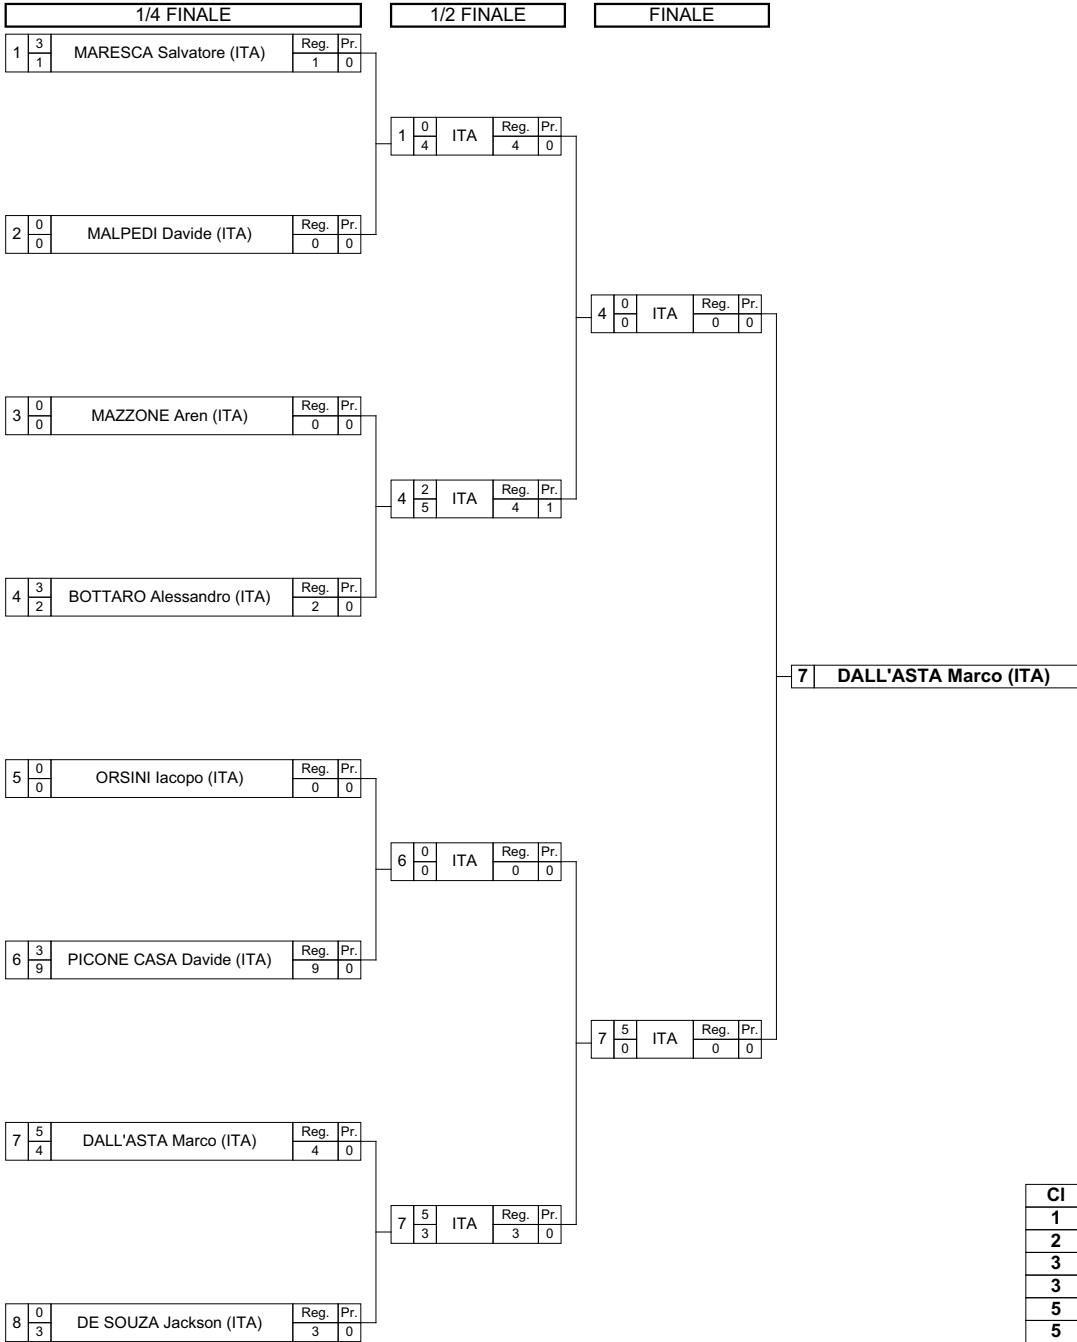 1/4 FINALE 1/2 FINALE FINALE
1 3 1 MARESCA Salvatore (ITA) Reg. Pr. 1 0
1 0 4 ITA Reg. Pr. 4 0
2 0 0 MALPEDI Davide (ITA) Reg. Pr. 0 0
4 0 0 ITA Reg. Pr. 0 0
3 0 0 MAZZONE Aren (ITA) Reg. Pr. 0 0
4 2 5 ITA Reg. Pr. 4 1
4 3 2 BOTTARO Alessandro (ITA) Reg. Pr. 2 0
7 DALL'ASTA Marco (ITA)
5 0 0 ORSINI Iacopo (ITA) Reg. Pr. 0 0
6 0 0 ITA Reg. Pr. 0 0
6 3 9 PICONE CASA Davide (ITA) Reg. Pr. 9 0
7 5 0 ITA Reg. Pr. 0 0
7 5 4 DALL'ASTA Marco (ITA) Reg. Pr. 4 0
7 5 3 ITA Reg. Pr. 3 0
8 0 3 DE SOUZA Jackson (ITA) Reg. Pr. 3 0
Cl
1
2
3
3
5
5